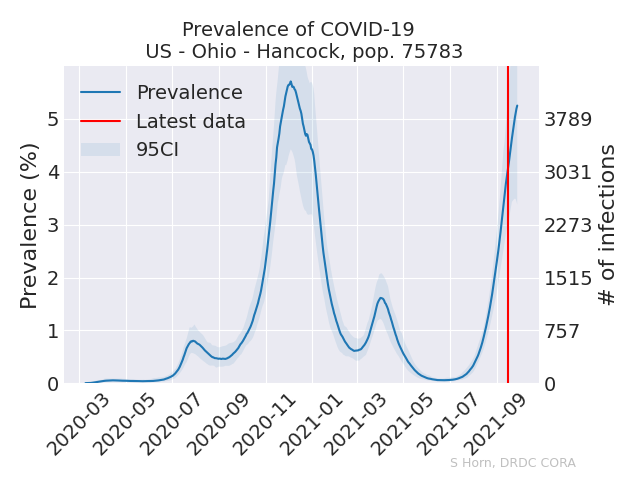 Prevalence of COVID-19
US - Ohio - Hancock, pop. 75783
Prevalence
Latest data
95CI
Prevalence (%)
5
4
3
2
1
0
3789
3031
2273
1515
757
0
# of infections
2020-03
2020-05
2020-07
2020-09
2020-11
2021-01
2021-03
2021-05
2021-07
2021-09
S Horn, DRDC CORA